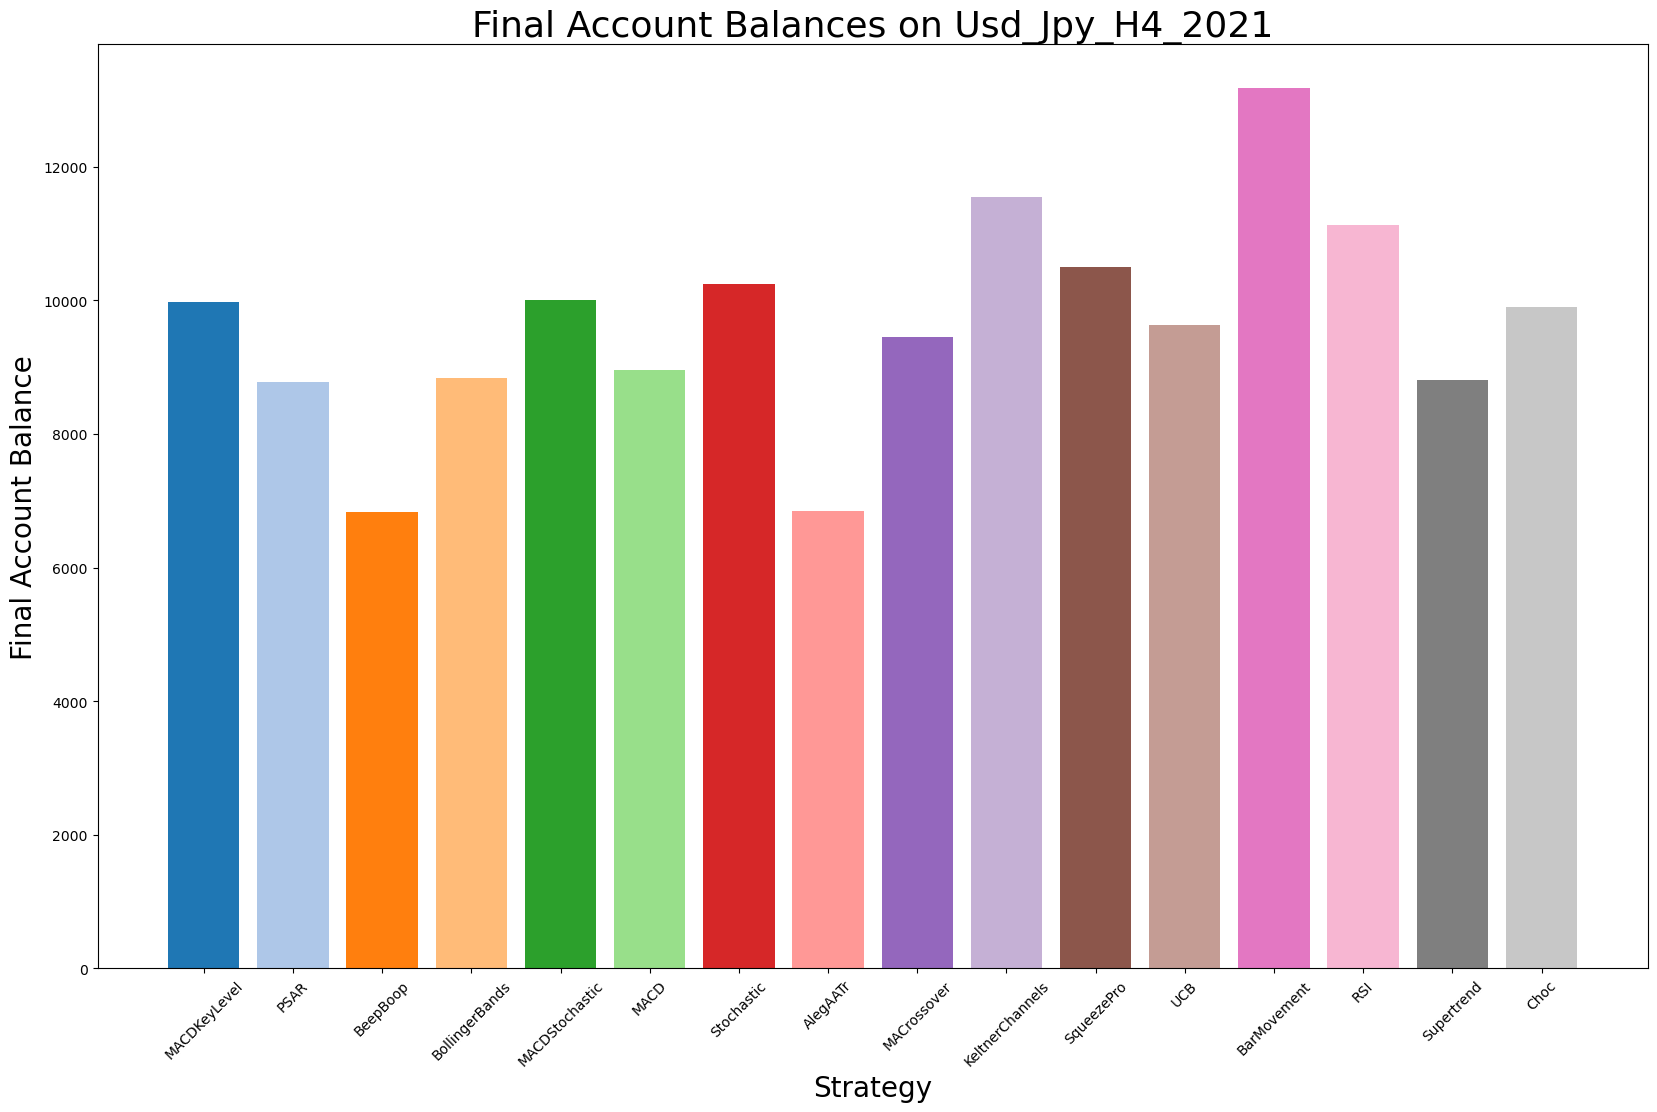 Final Account Balances on Usd_Jpy_H4_2021
Final Account Balance
12000
10000
8000
6000
4000
2000
0
MACDKeyLevel
PSAR
BeepBoop
BollingerBands
MACDStochastic
MACD
Stochastic
AlegAATr
MACrossover
KeltnerChannels
SqueezePro
UCB
BarMovement
RSI
Supertrend
Choc
Strategy